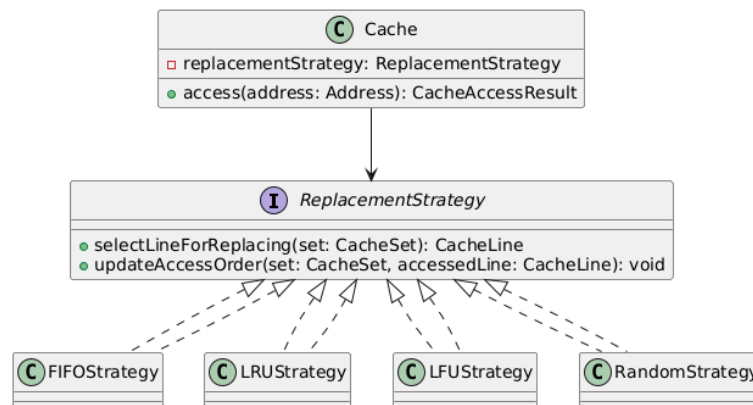 C Cache
replacementStrategy: ReplacementStrategy
access(address: Address): CacheAccessResult
I ReplacementStrategy
selectLineForReplacing(set: CacheSet): CacheLine
updateAccessOrder(set: CacheSet, accessedLine: CacheLine): void
C FIFOStrategy C LRUStrategy C LFUStrategy C RandomStrategy